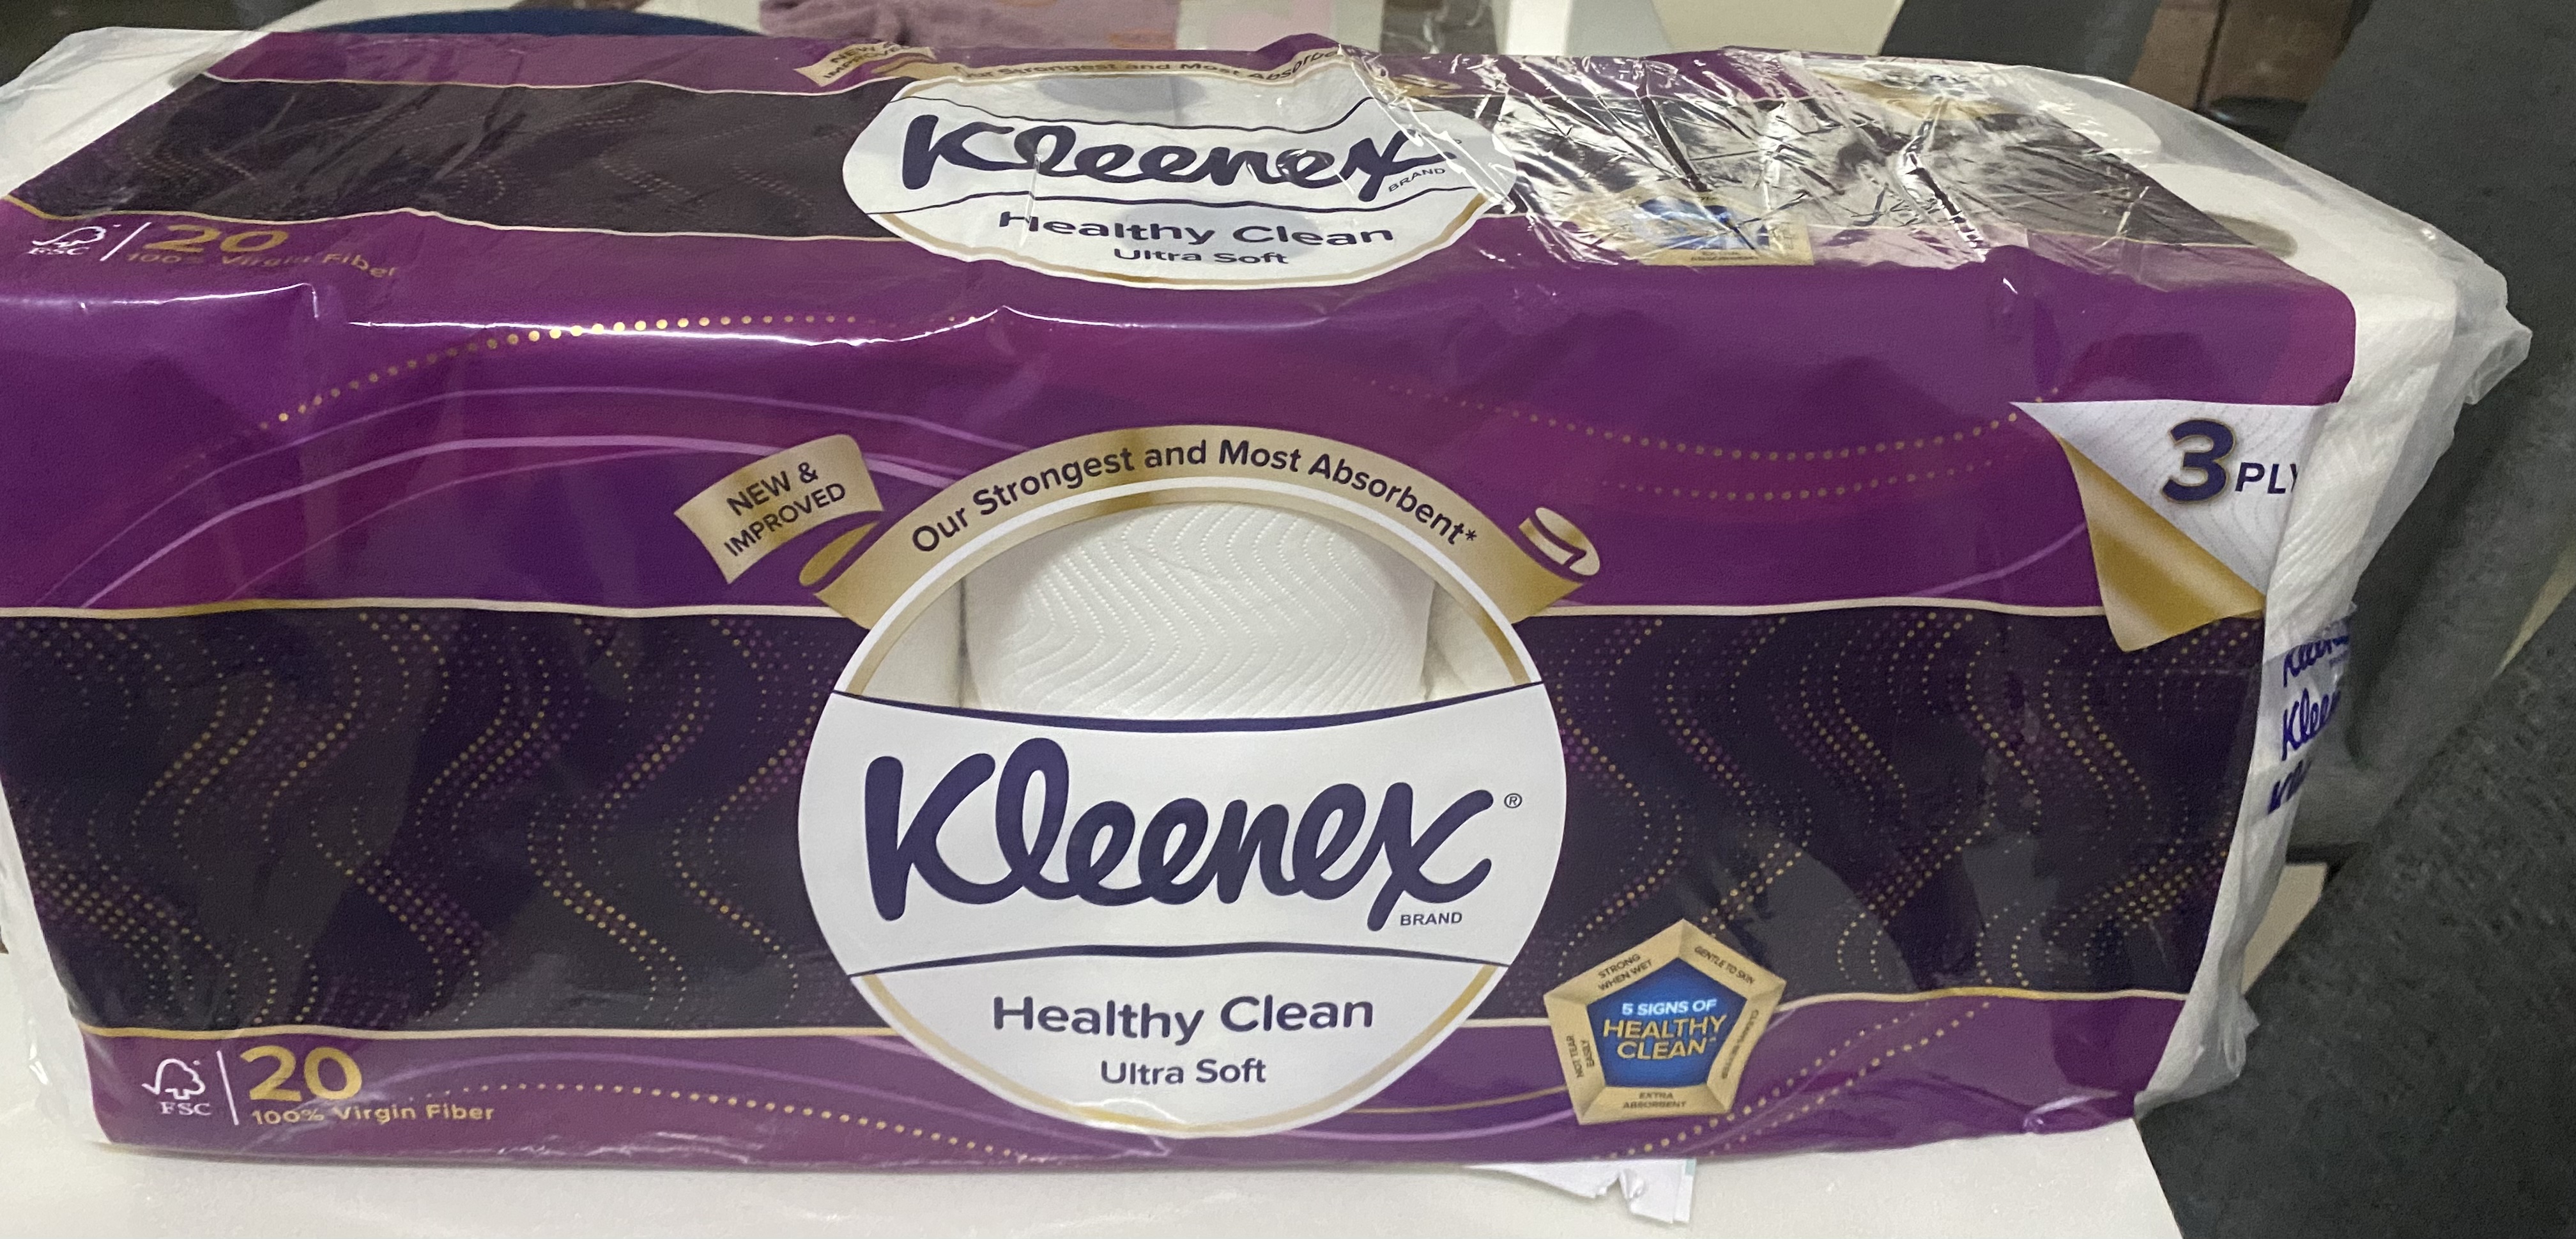 NEW &
IMPROVED
Our Strongest and Most Absorbent
Kleenex
BRAND
Healthy Clean
Ultra Soft
FSC
20
100% Virgin Fiber
NEW &
IMPROVED
Our Strongest and Most Absorbent*
3 PLY
Kleenex®
BRAND
Healthy Clean
Ultra Soft
FSC
20
100% Virgin Fiber
STRONG
WHEN WET
GENTLE TO SKIN
5 SIGNS OF
HEALTHY
CLEAN
NOT TEAR
EASILY
EXTRA
ABSORBENT